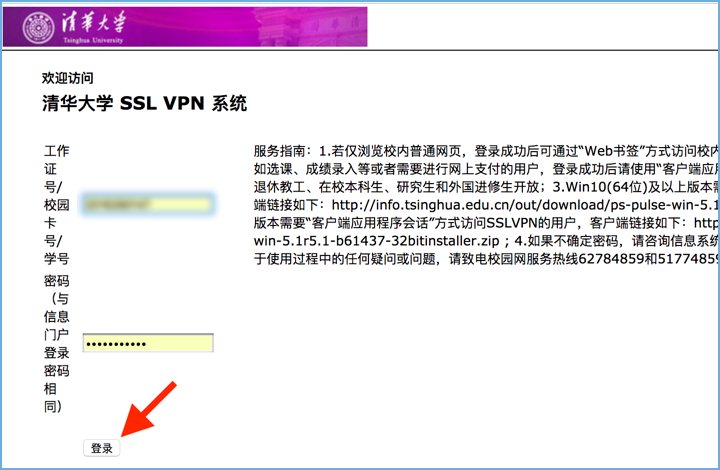 清华大学
Tsinghua University
欢迎访问
清华大学 SSL VPN 系统
工作
证
号/
校园
卡
号/
学号
服务指南：1.若仅浏览校内普通网页，登录成功后可通过“Web书签”方式访问校内
如选课、成绩录入等或者需要进行网上支付的用户，登录成功后请使用“客户端应
退休教工、在校本科生、研究生和外国进修生开放；3.Win10(64位)及以上版本需
端链接如下：http://info.tsinghua.edu.cn/out/download/ps-pulse-win-5.1
版本需要“客户端应用程序会话”方式访问SSLVPN的用户，客户端链接如下：http
win-5.1r5.1-b61437-32bitinstaller.zip；4.如果不确定密码，请咨询信息系统
于使用过程中的任何疑问或问题，请致电校园网服务热线62784859和51774859
密码
（与
信息
门户
登录
密码
相
同）
登录